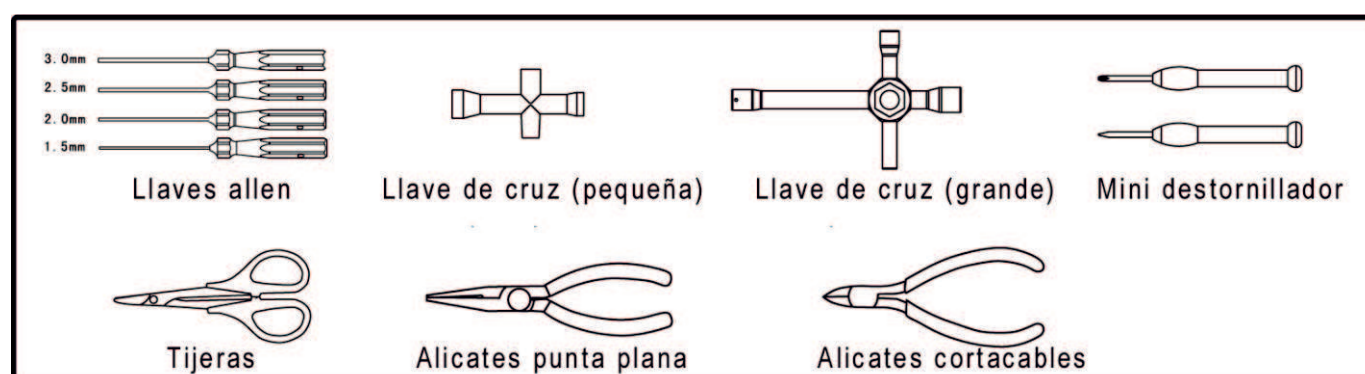 3.0mm
2.5mm
2.0mm
1.5mm
Llaves allen
Llave de cruz (pequeña)
Llave de cruz (grande)
Mini destornillador
Tijeras
Alicates punta plana
Alicates cortacables